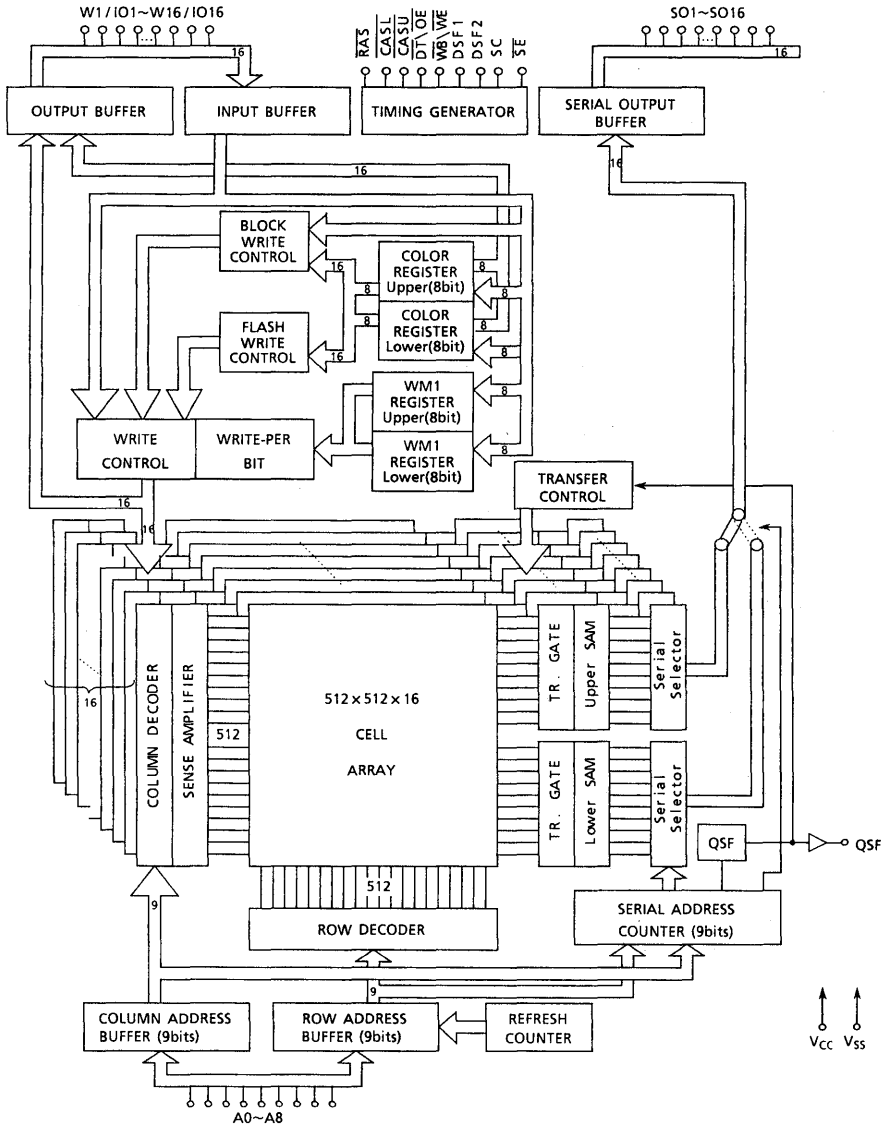 W1/IO1~W16/IO16
SO1~SO16
RAS
CASL
CASU
DT\OE
WB\WE
DSF1
DSF2
SC
SE
16
16
OUTPUT BUFFER
INPUT BUFFER
TIMING GENERATOR
SERIAL OUTPUT
BUFFER
16
16
BLOCK
WRITE
CONTROL
16
8
COLOR
REGISTER
Upper(8bit)
8
8
FLASH
WRITE
CONTROL
16
8
COLOR
REGISTER
Lower(8bit)
8
8
WM1
REGISTER
Upper(8bit)
8
WM1
REGISTER
Lower(8bit)
8
WRITE
CONTROL
WRITE-PER
BIT
TRANSFER
CONTROL
16
16
16
COLUMN DECODER
SENSE AMPLIFIER
512
512×512×16
CELL
ARRAY
TR. GATE
Upper SAM
Serial
Selector
TR. GATE
Lower SAM
Serial
Selector
QSF
QSF
512
ROW DECODER
SERIAL ADDRESS
COUNTER (9bits)
9
9
COLUMN ADDRESS
BUFFER (9bits)
ROW ADDRESS
BUFFER (9bits)
REFRESH
COUNTER
VCC
VSS
A0~A8